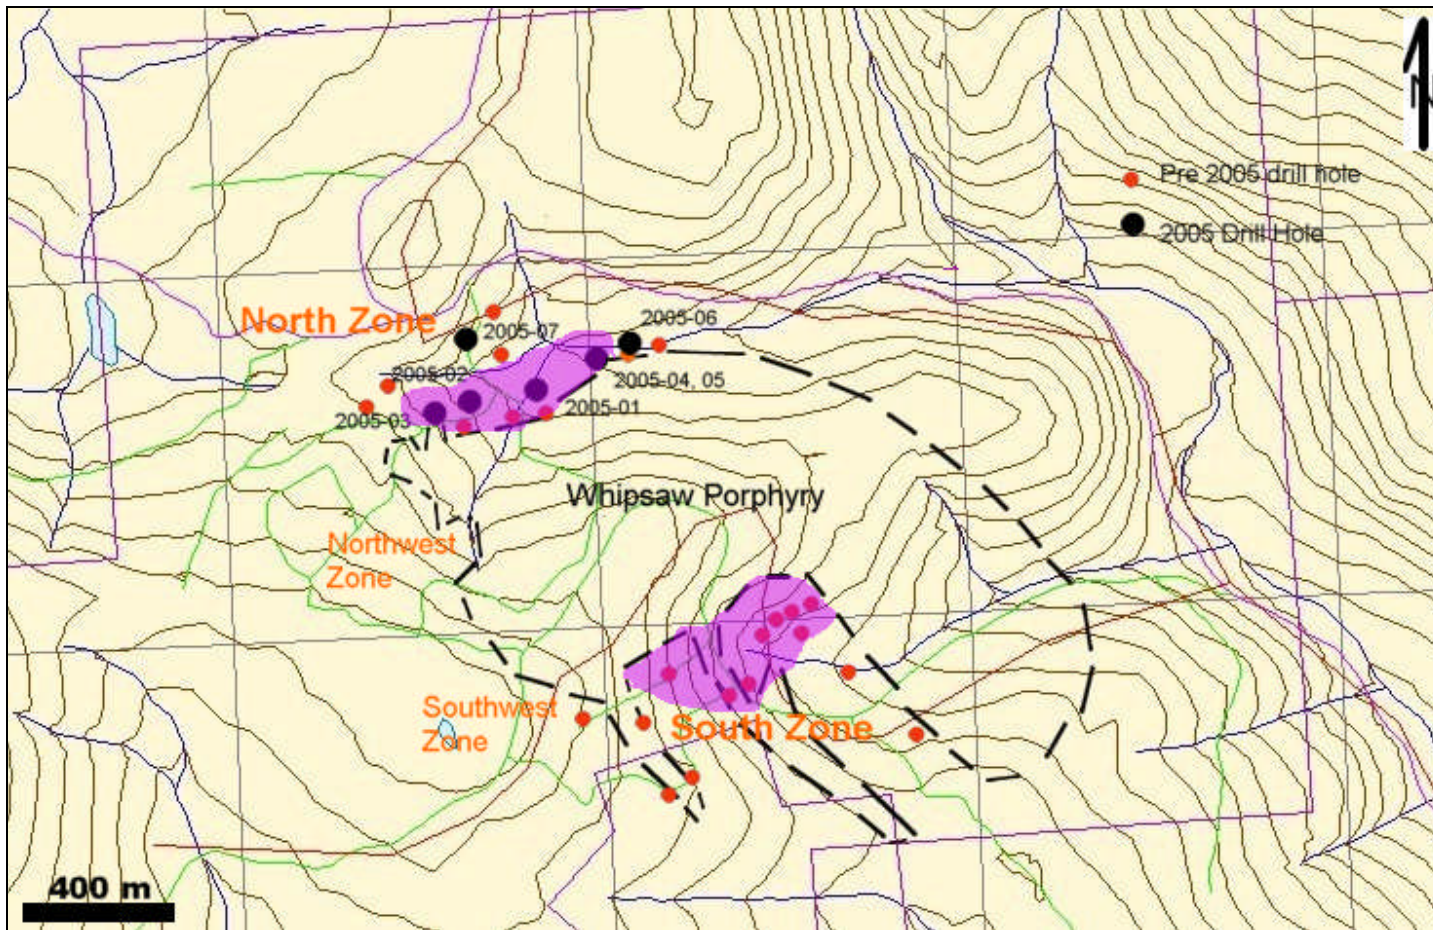 N
Pre 2005 drill hole
2005 Drill Hole
North Zone
2005-07
2005-06
2005-02
2005-04, 05
2005-03
2005-01
Whipsaw Porphyry
Northwest
Zone
Southwest
Zone
South Zone
400 m